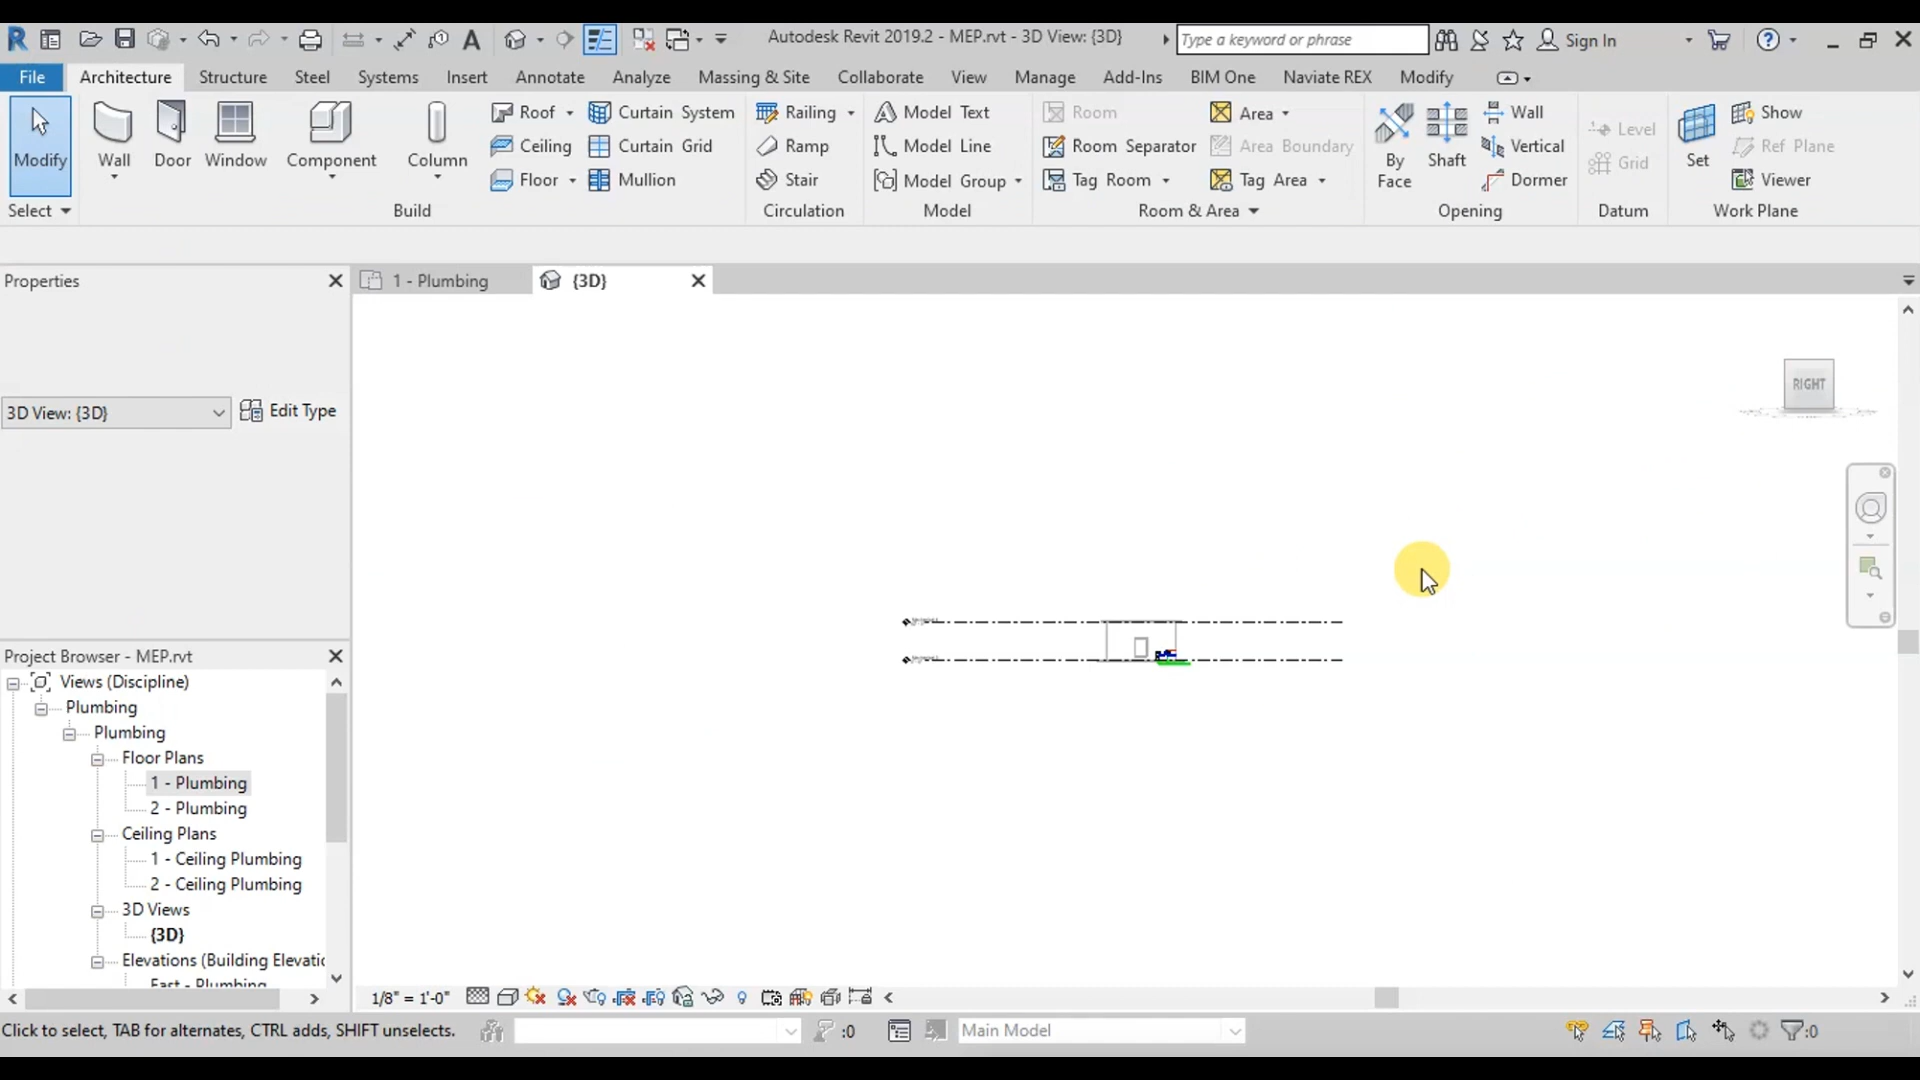 Autodesk Revit 2019.2 - MEP.rvt - 3D View: {3D}
Type a keyword or phrase
Sign In
File Architecture Structure Steel Systems Insert Annotate Analyze Massing & Site Collaborate View Manage Add-Ins BIM One Naviate REX Modify
Modify Wall Door Window Component Column
Roof Curtain System
Ceiling Curtain Grid
Floor Mullion
Railing
Ramp
Stair
Model Text
Model Line
Model Group
Room Area
Room Separator Area Boundary
Tag Room Tag Area
By Face
Shaft
Wall
Vertical
Dormer
Level
Grid
Set
Show
Ref Plane
Viewer
Select Build Circulation Model Room & Area Opening Datum Work Plane
Properties
1 - Plumbing {3D}
RIGHT
3D View: {3D} Edit Type
Project Browser - MEP.rvt
Views (Discipline)
Plumbing
Plumbing
Floor Plans
1 - Plumbing
2 - Plumbing
Ceiling Plans
1 - Ceiling Plumbing
2 - Ceiling Plumbing
3D Views
{3D}
Elevations (Building Elevatio
East - Plumbing
1/8" = 1'-0"
Click to select, TAB for alternates, CTRL adds, SHIFT unselects.
:0
Main Model
:0